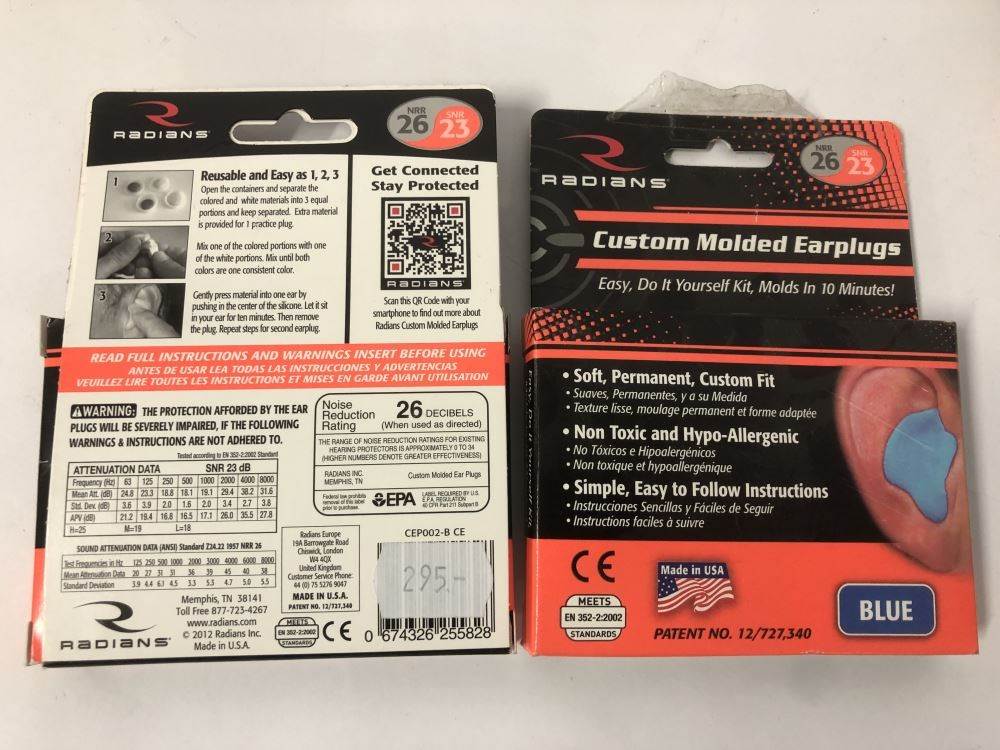 RADIANS
NRR
26
SNR
23
1
Reusable and Easy as 1, 2, 3
Open the containers and separate the
colored and white materials into 3 equal
portions and keep separated. Extra material
is provided for 1 practice plug.
2
Mix one of the colored portions with one
of the white portions. Mix until both
colors are one consistent color.
3
Gently press material into one ear by
pushing in the center of the silicone. Let it sit
in your ear for ten minutes. Then remove
the plug. Repeat steps for second earplug.
Get Connected
Stay Protected
RADIANS
Scan this QR Code with your
smartphone to find out more about
Radians Custom Molded Earplugs
READ FULL INSTRUCTIONS AND WARNINGS INSERT BEFORE USING
ANTES DE USAR LEA TODAS LAS INSTRUCCIONES Y ADVERTENCIAS
VEUILLEZ LIRE TOUTES LES INSTRUCTIONS ET MISES EN GARDE AVANT UTILISATION
WARNING: THE PROTECTION AFFORDED BY THE EAR
PLUGS WILL BE SEVERELY IMPAIRED, IF THE FOLLOWING
WARNINGS & INSTRUCTIONS ARE NOT ADHERED TO.
Tested according to EN 352-2:2002 Standard
ATTENUATION DATA SNR 23 dB
Frequency (Hz) 63 125 250 500 1000 2000 4000 8000
Mean Att. (dB) 24.8 23.3 18.8 18.1 19.1 29.4 38.2 31.6
Std. Dev. (dB) 3.6 3.9 2.0 1.6 2.0 3.4 2.7 3.8
APV (dB) 21.2 19.4 16.8 16.5 17.1 26.0 35.5 27.8
H=25 M=19 L=18
SOUND ATTENUATION DATA (ANSI) Standard Z24.22 1957 NRR 26
Test Frequencies in Hz 125 250 500 1000 2000 3000 4000 6000 8000
Mean Attenuation Data 20 27 31 31 36 39 45 40 38
Standard Deviation 3.9 4.4 6.3 4.5 3.3 5.3 4.7 5.0 5.5
Noise
Reduction
Rating
26 DECIBELS
(When used as directed)
THE RANGE OF NOISE REDUCTION RATINGS FOR EXISTING
HEARING PROTECTORS IS APPROXIMATELY 0 TO 34
(HIGHER NUMBERS DENOTE GREATER EFFECTIVENESS)
RADIANS INC.
MEMPHIS, TN
Custom Molded Ear Plugs
Federal law prohibits
removal of this label
prior to purchase.
EPA
LABEL REQUIRED BY U.S.
E.P.A. REGULATION
40 CFR Part 211 Subpart B
RADIANS
Memphis, TN 38141
Toll Free 877-723-4267
www.radians.com
© 2012 Radians Inc.
Made in U.S.A.
Radians Europe
19A Barrowgate Road
Chiswick, London
W4 4QX
United Kingdom
Customer Service Phone:
44 (0) 75 5276 9047
MADE IN U.S.A.
PATENT NO. 12/727,340
MEETS
EN 352-2:2002
STANDARDS
CE
CEP002-B CE
295.-
0 674326 255828
RADIANS
NRR
26
SNR
23
Custom Molded Earplugs
Easy, Do It Yourself Kit, Molds In 10 Minutes!
• Soft, Permanent, Custom Fit
• Suaves, Permanentes, y a su Medida
• Texture lisse, moulage permanent et forme adaptée
• Non Toxic and Hypo-Allergenic
• No Tóxicos e Hipoalergénicos
• Non toxique et hypoallergénique
• Simple, Easy to Follow Instructions
• Instrucciones Sencillas y Fáciles de Seguir
• Instructions faciles à suivre
CE
Made in USA
MEETS
EN 352-2:2002
STANDARDS
PATENT NO. 12/727,340
BLUE